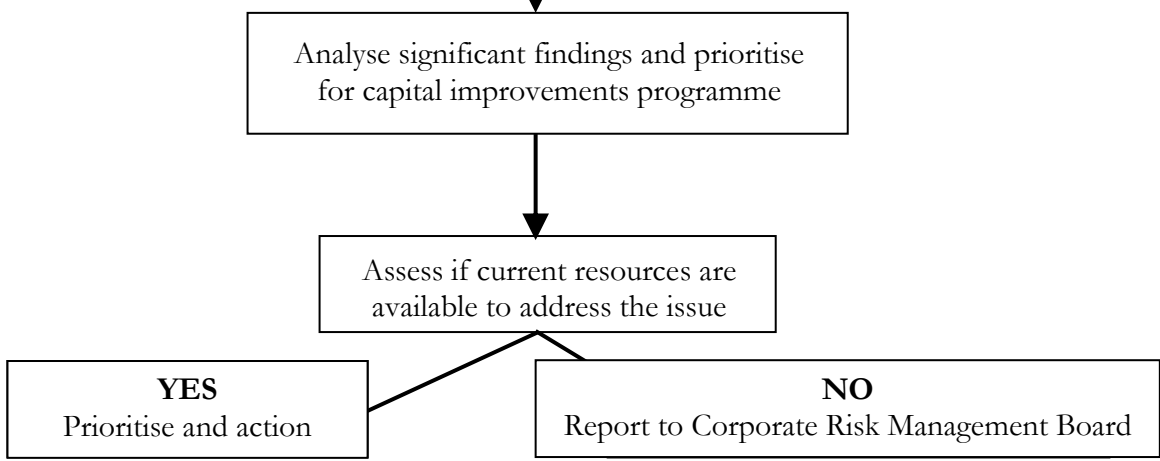 Analyse significant findings and prioritise
for capital improvements programme
Assess if current resources are
available to address the issue
YES
Prioritise and action
NO
Report to Corporate Risk Management Board